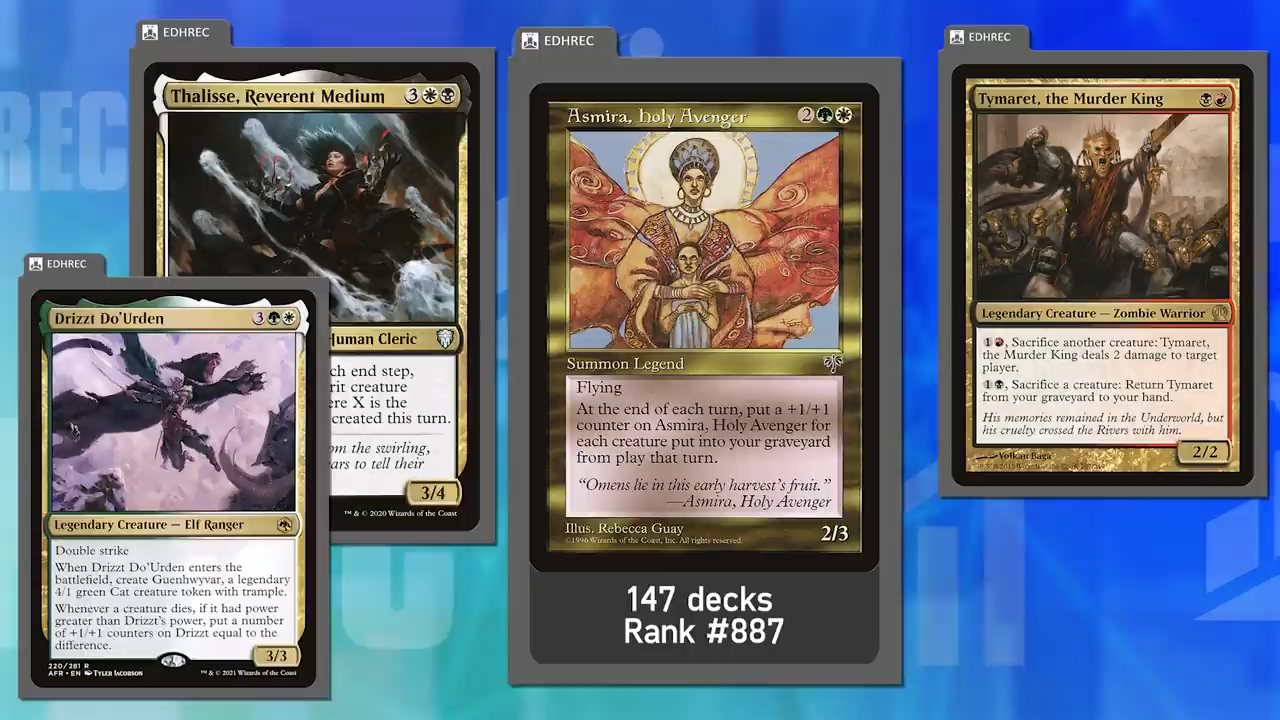 REC
EDHREC
Drizzt Do'Urden 3
Legendary Creature — Elf Ranger
Double strike
When Drizzt Do'Urden enters the
battlefield, create Guenhwyvar, a legendary
4/1 green Cat creature token with trample.
Whenever a creature dies, if it had power
greater than Drizzt's power, put a number
of +1/+1 counters on Drizzt equal to the
difference.
3/3
220/281 R
AFR • EN Tyler Jacobson
™ & © 2021 Wizards of the Coast
EDHREC
Thalisse, Reverent Medium 3
Human Cleric
ch end step,
rit creature
ere X is the
created this turn.
om the swirling,
ars to tell their
3/4
™ & © 2020 Wizards of the Coast
EDHREC
Asmira, Holy Avenger 2
Summon Legend
Flying
At the end of each turn, put a +1/+1
counter on Asmira, Holy Avenger for
each creature put into your graveyard
from play that turn.
"Omens lie in this early harvest's fruit."
—Asmira, Holy Avenger
Illus. Rebecca Guay
©1996 Wizards of the Coast, Inc. All rights reserved.
2/3
147 decks
Rank #887
EDHREC
Tymaret, the Murder King
Legendary Creature — Zombie Warrior
1, Sacrifice another creature: Tymaret,
the Murder King deals 2 damage to target
player.
1, Sacrifice a creature: Return Tymaret
from your graveyard to your hand.
His memories remained in the Underworld, but
his cruelty crossed the Rivers with him.
Volkan Baga
2/2